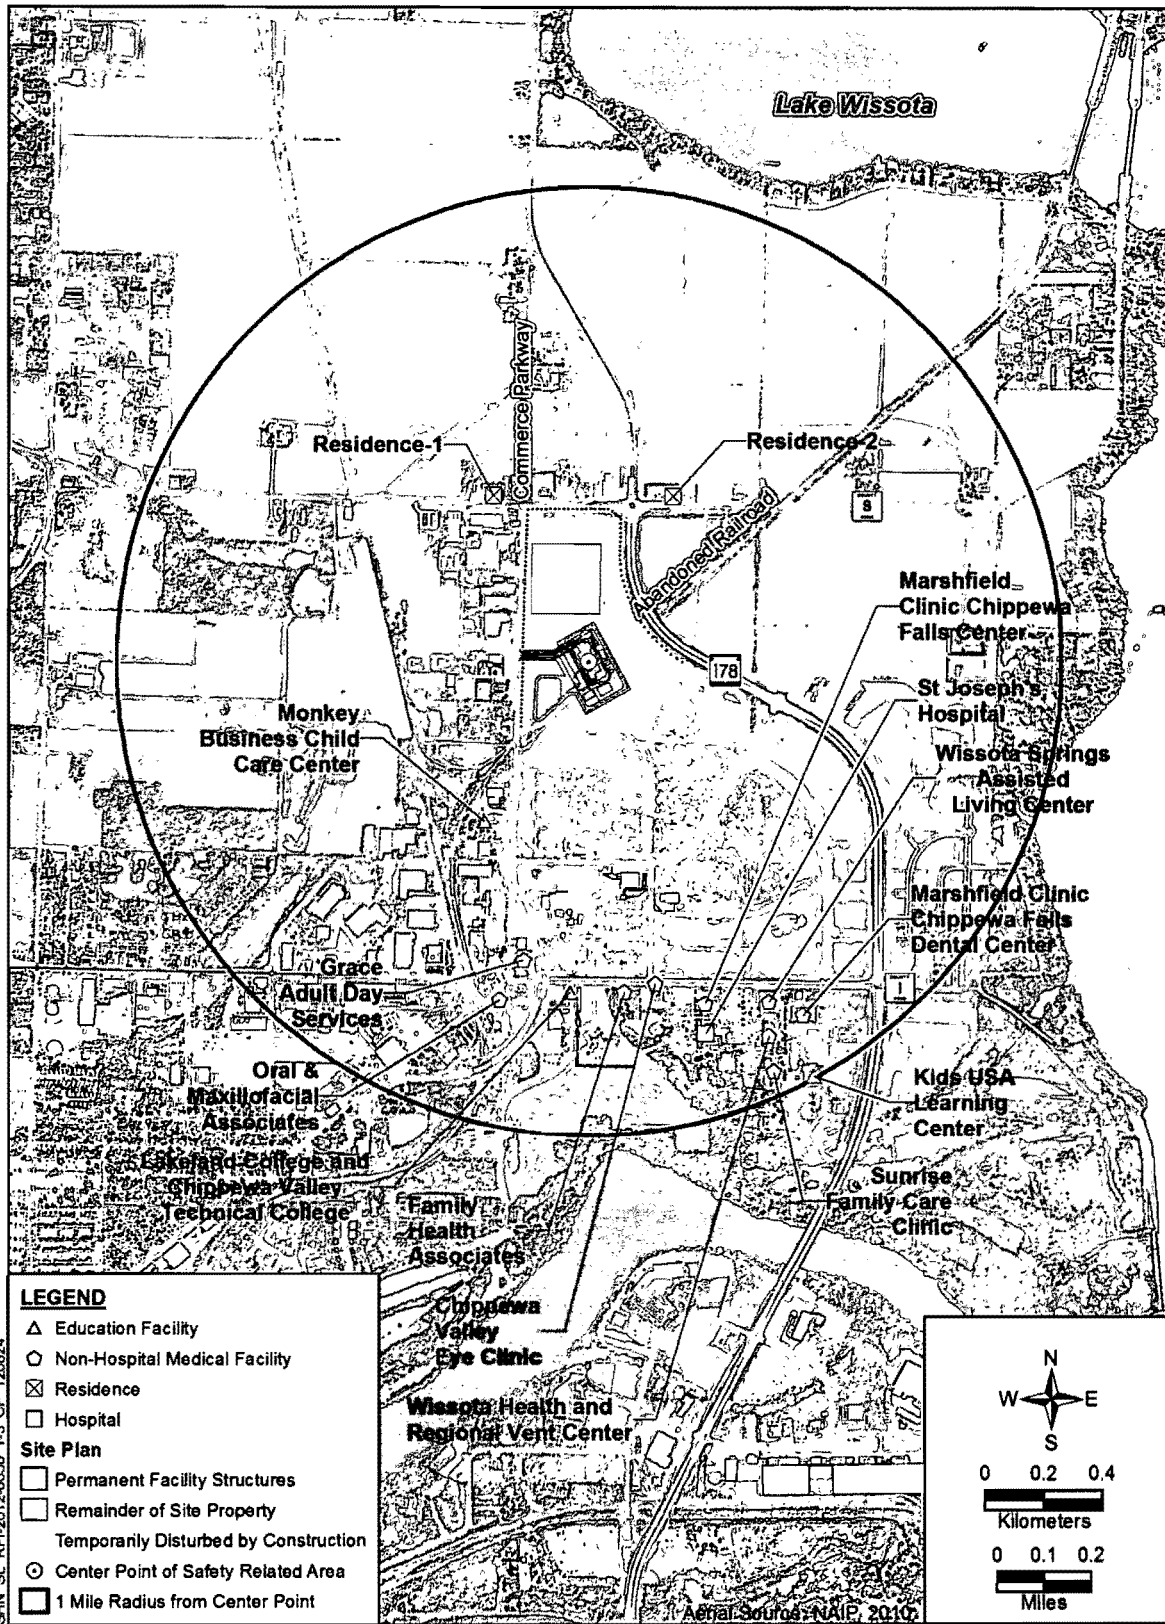 Lake Wissota
Commerce Parkway
Residence-1
Residence-2
S
Abandoned Railroad
Marshfield
Clinic Chippewa
Falls Center
178
St Joseph's
Hospital
Monkey
Business Child
Care Center
Wissota Springs
Assisted
Living Center
Marshfield Clinic
Chippewa Falls
Dental Center
Grace
Adult Day
Services
Oral &
Maxillofacial
Associates
Kids USA
Learning
Center
Lakeland College and
Chippewa Valley
Technical College
Family
Health
Associates
Sunrise
Family Care
Clinic
Chippewa
Valley
Eye Clinic
Wissota Health and
Regional Vent Center
LEGEND
Education Facility
Non-Hospital Medical Facility
Residence
Hospital
Site Plan
Permanent Facility Structures
Remainder of Site Property
Temporarily Disturbed by Construction
Center Point of Safety Related Area
1 Mile Radius from Center Point
N
W E
S
0 0.2 0.4
Kilometers
0 0.1 0.2
Miles
Aerial Source: NAIP, 2010